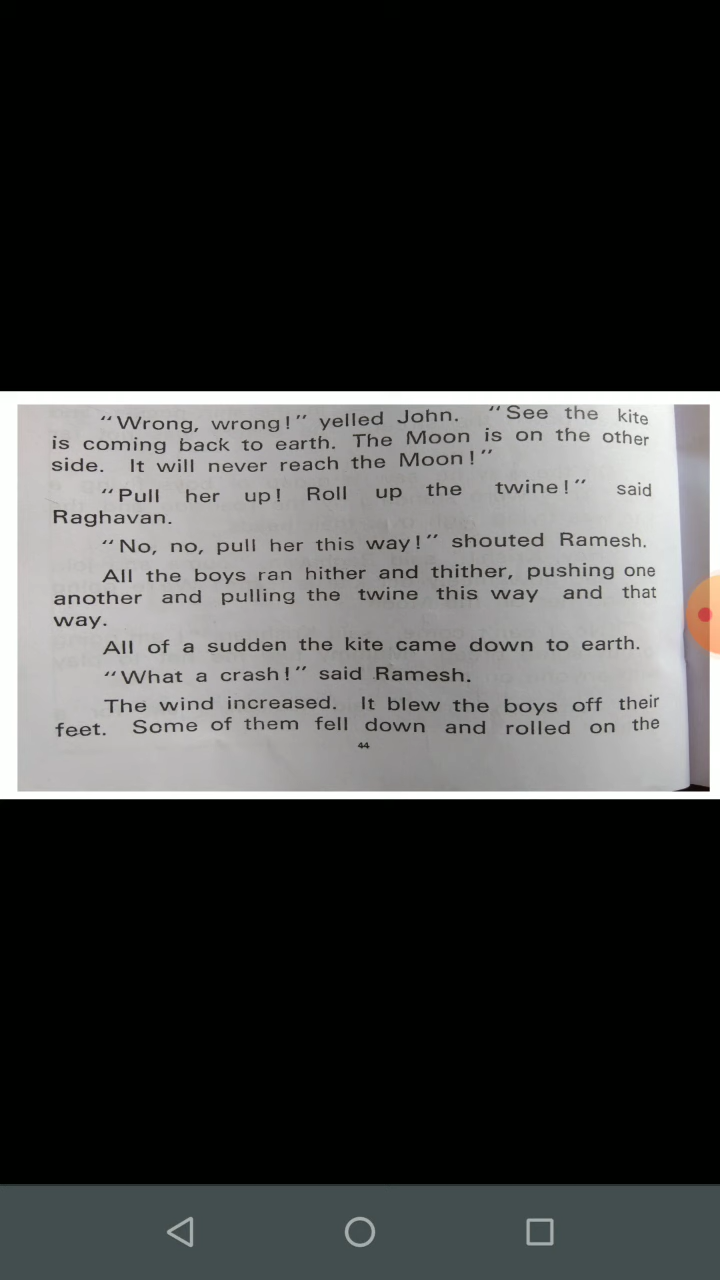 “Wrong, wrong!” yelled John. “See the kite
is coming back to earth. The Moon is on the other
side. It will never reach the Moon!”
“Pull her up! Roll up the twine!” said
Raghavan.
“No, no, pull her this way!” shouted Ramesh.
All the boys ran hither and thither, pushing one
another and pulling the twine this way and that
way.
All of a sudden the kite came down to earth.
“What a crash!” said Ramesh.
The wind increased. It blew the boys off their
feet. Some of them fell down and rolled on the
44